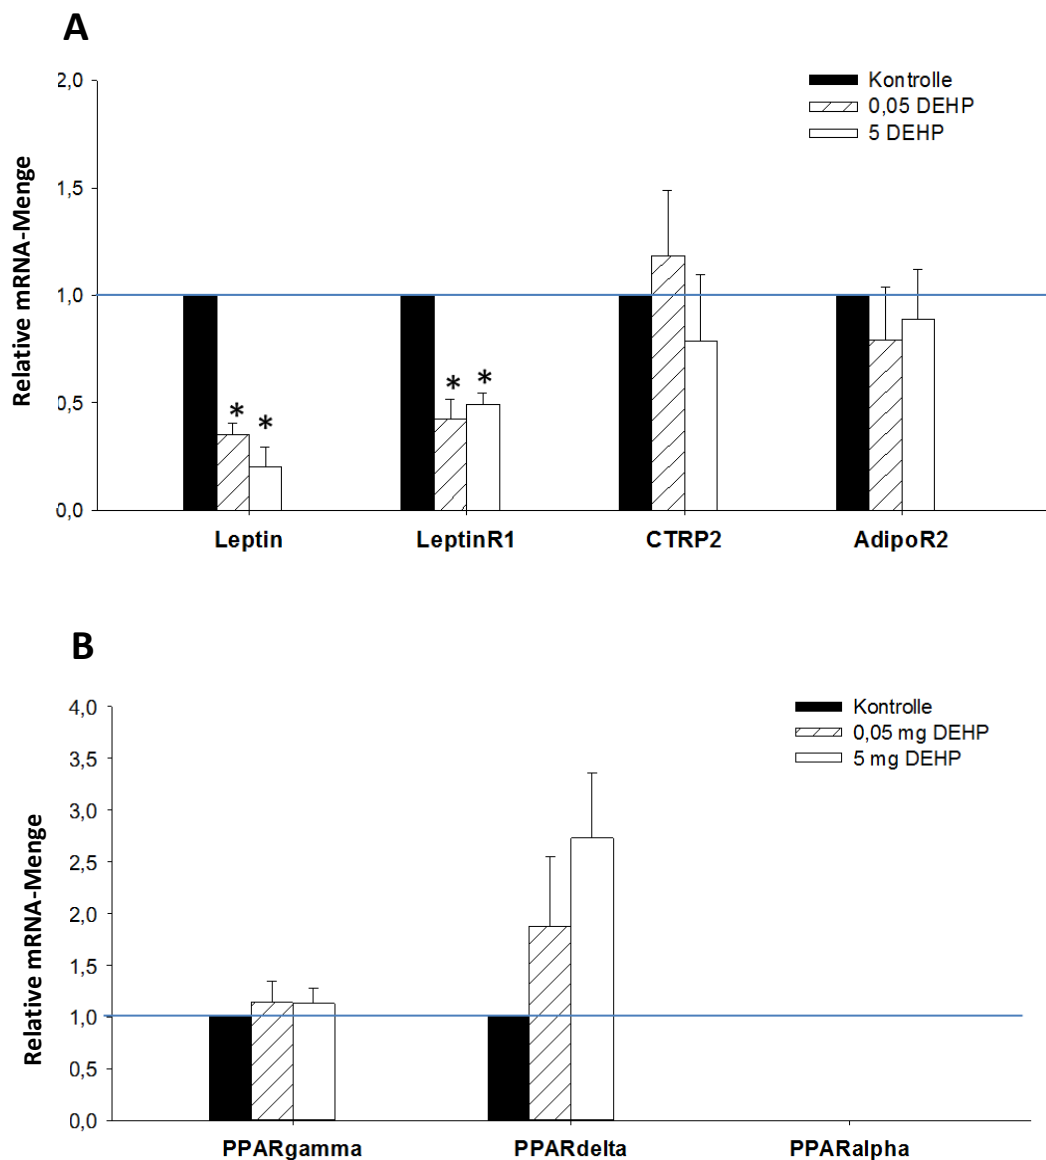 A
Relative mRNA-Menge
2,0
1,5
1,0
0,5
0,0
Kontrolle
0,05 DEHP
5 DEHP
* *
* *
Leptin LeptinR1 CTRP2 AdipoR2
B
Relative mRNA-Menge
4,0
3,5
3,0
2,5
2,0
1,5
1,0
0,5
0,0
Kontrolle
0,05 mg DEHP
5 mg DEHP
PPARgamma PPARdelta PPARalpha